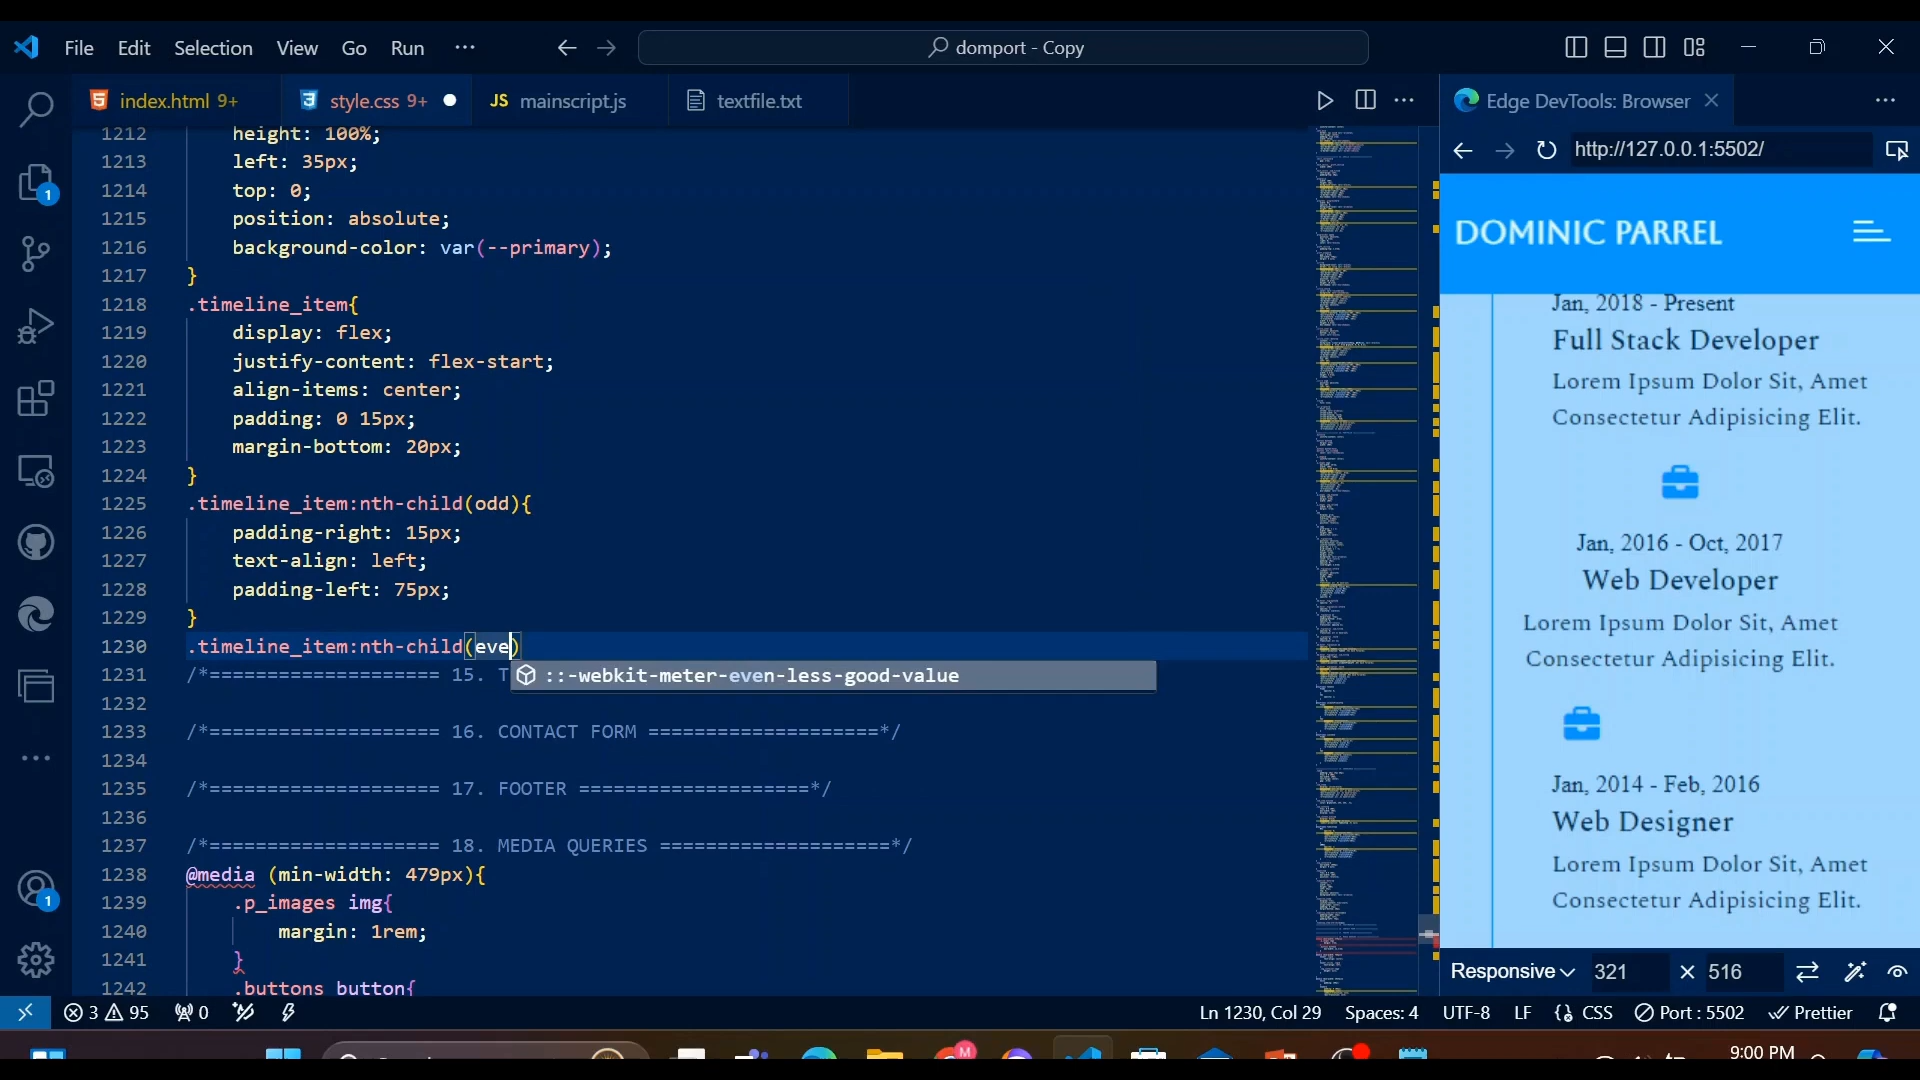 File Edit Selection View Go Run ··· domport - Copy
index.html 9+ style.css 9+ JS mainscript.js textfile.txt
1212 height: 100%;
1213 left: 35px;
1214 top: 0;
1215 position: absolute;
1216 background-color: var(--primary);
1217 }
1218 .timeline_item{
1219 display: flex;
1220 justify-content: flex-start;
1221 align-items: center;
1222 padding: 0 15px;
1223 margin-bottom: 20px;
1224 }
1225 .timeline_item:nth-child(odd){
1226 padding-right: 15px;
1227 text-align: left;
1228 padding-left: 75px;
1229 }
1230 .timeline_item:nth-child(eve)
1231 /*==================== 15. T
::-webkit-meter-even-less-good-value
1232
1233 /*==================== 16. CONTACT FORM ====================*/
1234
1235 /*==================== 17. FOOTER ====================*/
1236
1237 /*==================== 18. MEDIA QUERIES ====================*/
1238 @media (min-width: 479px){
1239 .p_images img{
1240 margin: 1rem;
1241 }
1242 .buttons button{
1
1
Edge DevTools: Browser
http://127.0.0.1:5502/
DOMINIC PARREL
Jan, 2018 - Present
Full Stack Developer
Lorem Ipsum Dolor Sit, Amet
Consectetur Adipisicing Elit.
Jan, 2016 - Oct, 2017
Web Developer
Lorem Ipsum Dolor Sit, Amet
Consectetur Adipisicing Elit.
Jan, 2014 - Feb, 2016
Web Designer
Lorem Ipsum Dolor Sit, Amet
Consectetur Adipisicing Elit.
Responsive 321 × 516
3 95 0 Ln 1230, Col 29 Spaces: 4 UTF-8 LF CSS Port : 5502 Prettier
M 9:00 PM